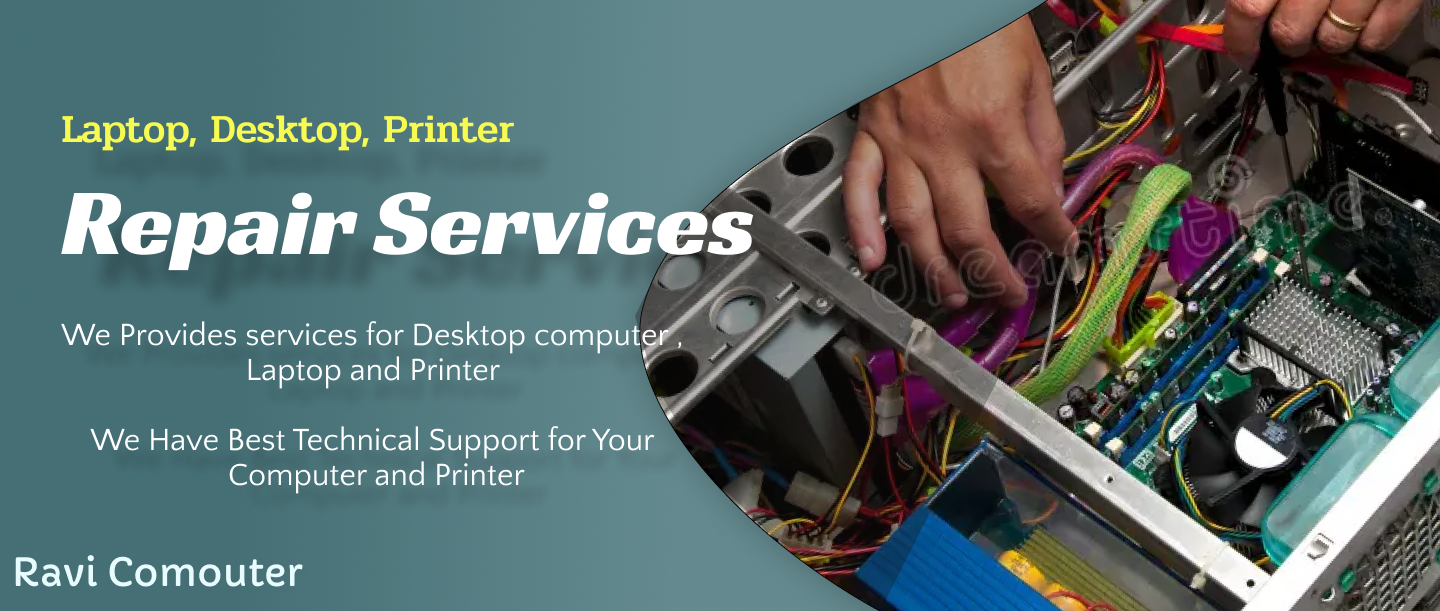 Laptop, Desktop, Printer
Repair Services
We Provides services for Desktop computer ,
Laptop and Printer
We Have Best Technical Support for Your
Computer and Printer
Ravi Comouter
dreamstime.